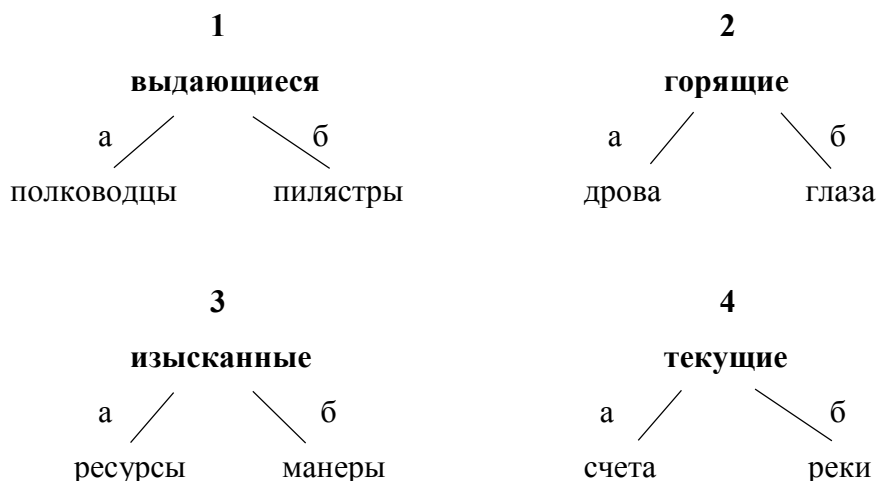 1 2
выдающиеся горящие
а б а б
полководцы пилястры дрова глаза
3 4
изысканные текущие
а б а б
ресурсы манеры счета реки